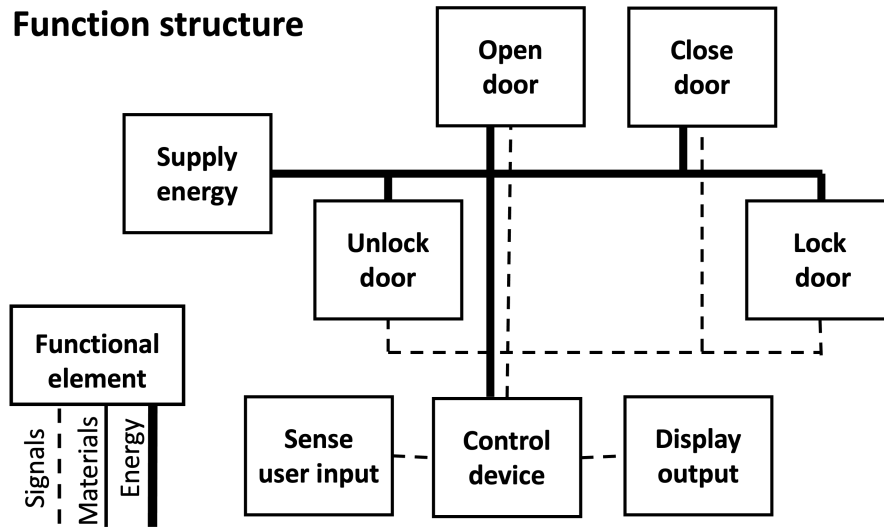 Function structure
Open
door
Close
door
Supply
energy
Unlock
door
Lock
door
Functional
element
Signals
Materials
Energy
Sense
user input
Control
device
Display
output